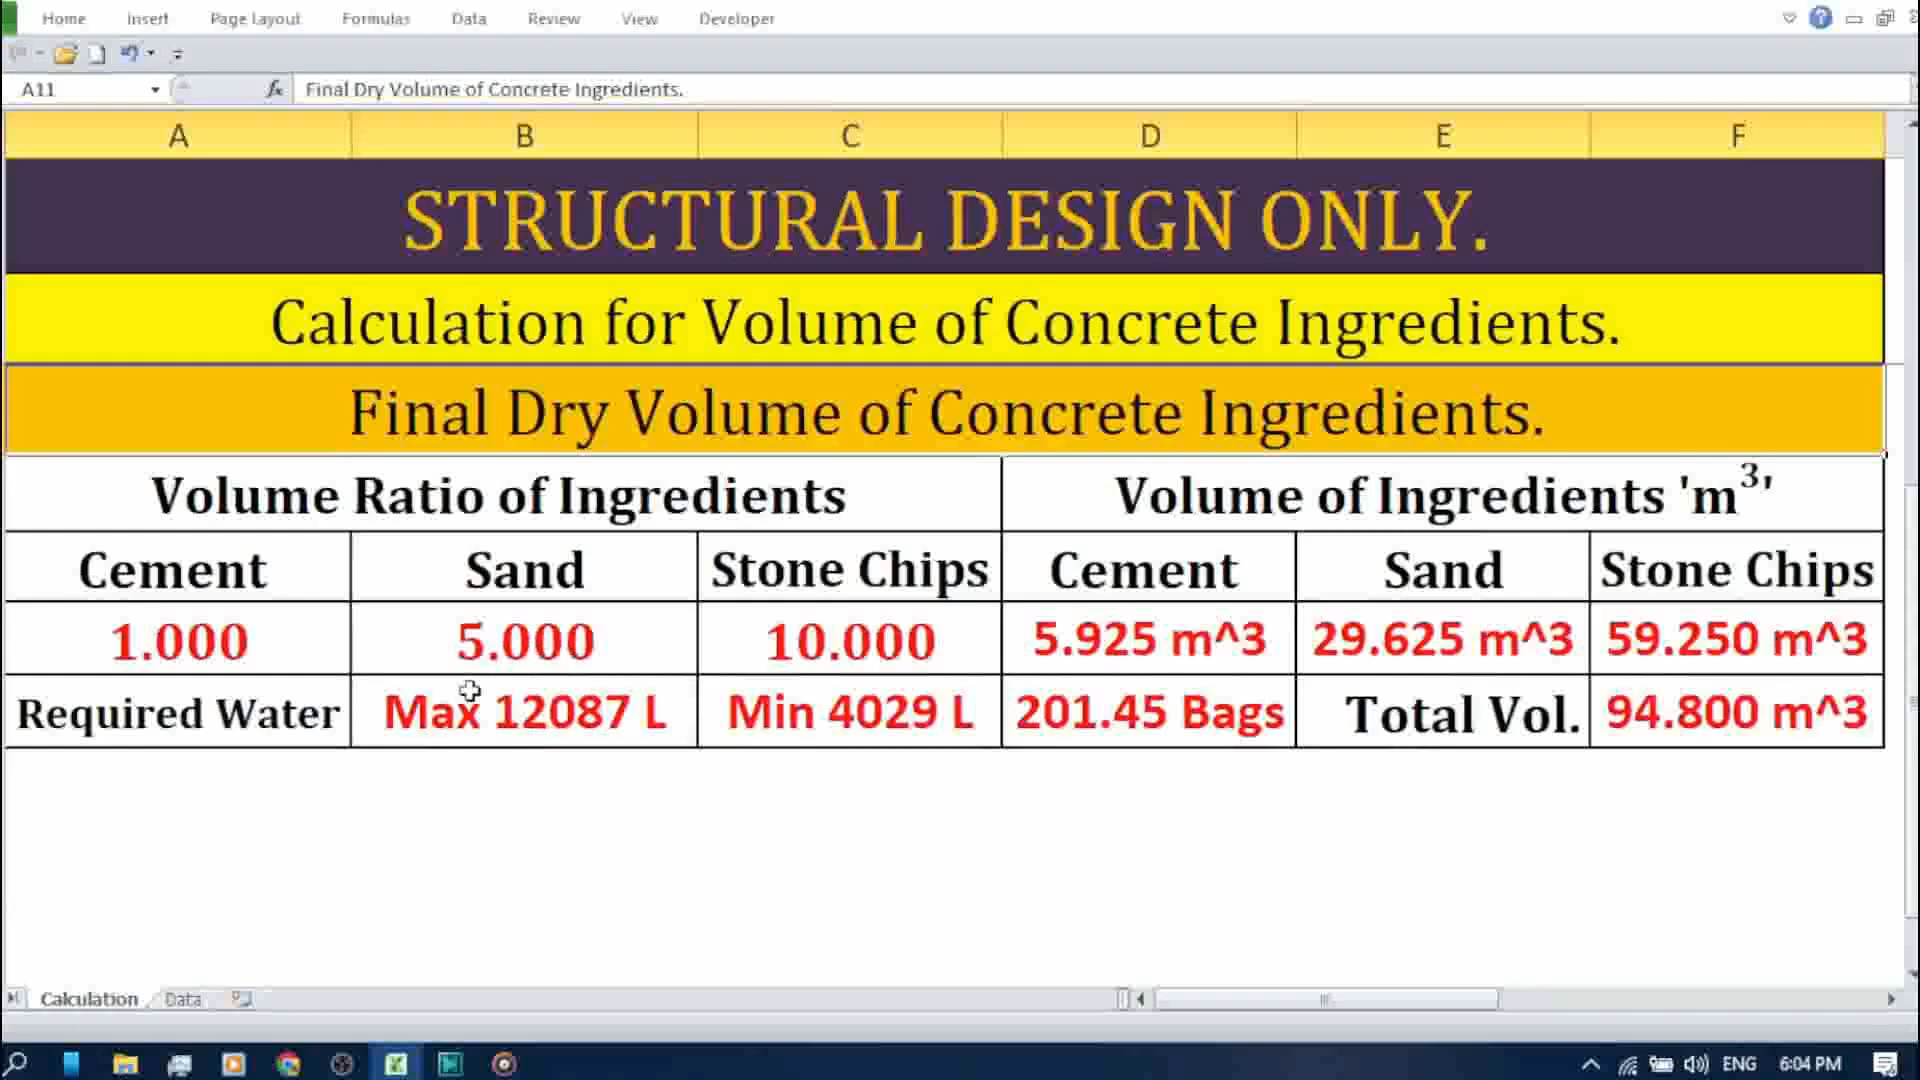 Home Insert Page Layout Formulas Data Review View Developer
A11 fx Final Dry Volume of Concrete Ingredients.
A B C D E F
STRUCTURAL DESIGN ONLY.
Calculation for Volume of Concrete Ingredients.
Final Dry Volume of Concrete Ingredients.
Volume Ratio of Ingredients Volume of Ingredients 'm³'
Cement Sand Stone Chips Cement Sand Stone Chips
1.000 5.000 10.000 5.925 m^3 29.625 m^3 59.250 m^3
Required Water Max 12087 L Min 4029 L 201.45 Bags Total Vol. 94.800 m^3
Calculation Data
ENG 6:04 PM